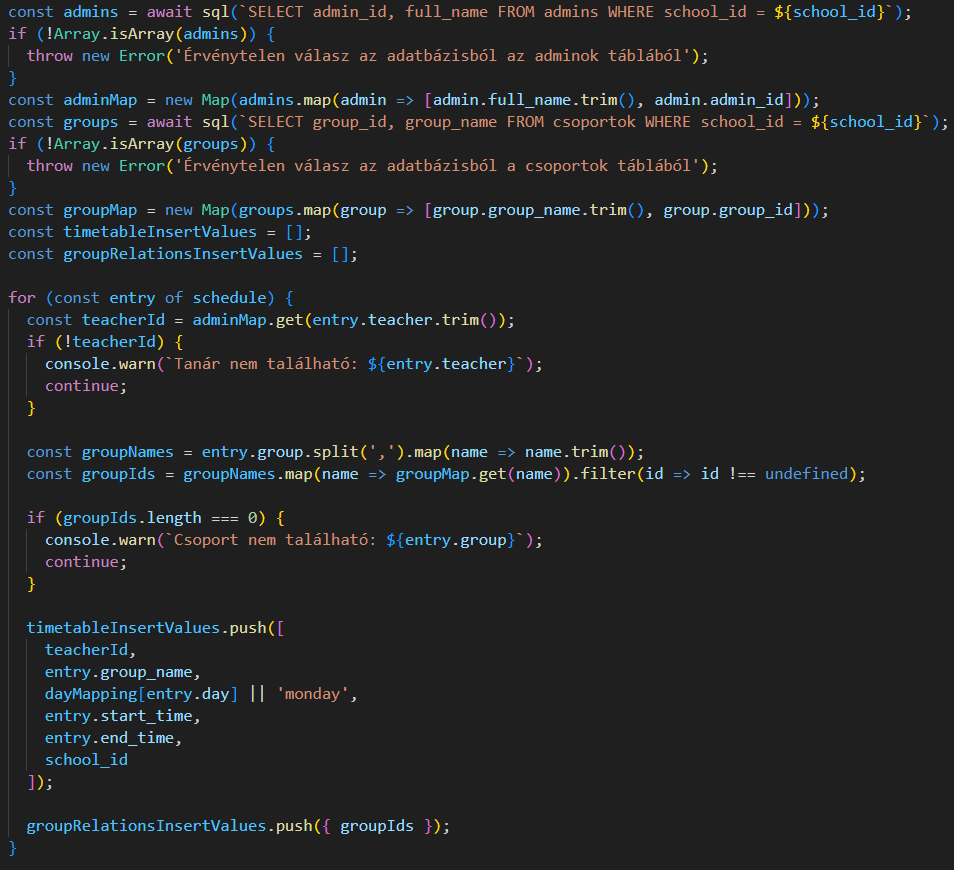 const admins = await sql(`SELECT admin_id, full_name FROM admins WHERE school_id = ${school_id}`);
if (!Array.isArray(admins)) {
  throw new Error('Érvénytelen válasz az adatbázisból az adminok táblából');
}
const adminMap = new Map(admins.map(admin => [admin.full_name.trim(), admin.admin_id]));
const groups = await sql(`SELECT group_id, group_name FROM csoportok WHERE school_id = ${school_id}`);
if (!Array.isArray(groups)) {
  throw new Error('Érvénytelen válasz az adatbázisból a csoportok táblából');
}
const groupMap = new Map(groups.map(group => [group.group_name.trim(), group.group_id]));
const timetableInsertValues = [];
const groupRelationsInsertValues = [];

for (const entry of schedule) {
  const teacherId = adminMap.get(entry.teacher.trim());
  if (!teacherId) {
    console.warn(`Tanár nem található: ${entry.teacher}`);
    continue;
  }

  const groupNames = entry.group.split(',').map(name => name.trim());
  const groupIds = groupNames.map(name => groupMap.get(name)).filter(id => id !== undefined);

  if (groupIds.length === 0) {
    console.warn(`Csoport nem található: ${entry.group}`);
    continue;
  }

  timetableInsertValues.push([
    teacherId,
    entry.group_name,
    dayMapping[entry.day] || 'monday',
    entry.start_time,
    entry.end_time,
    school_id
  ]);

  groupRelationsInsertValues.push({ groupIds });
}